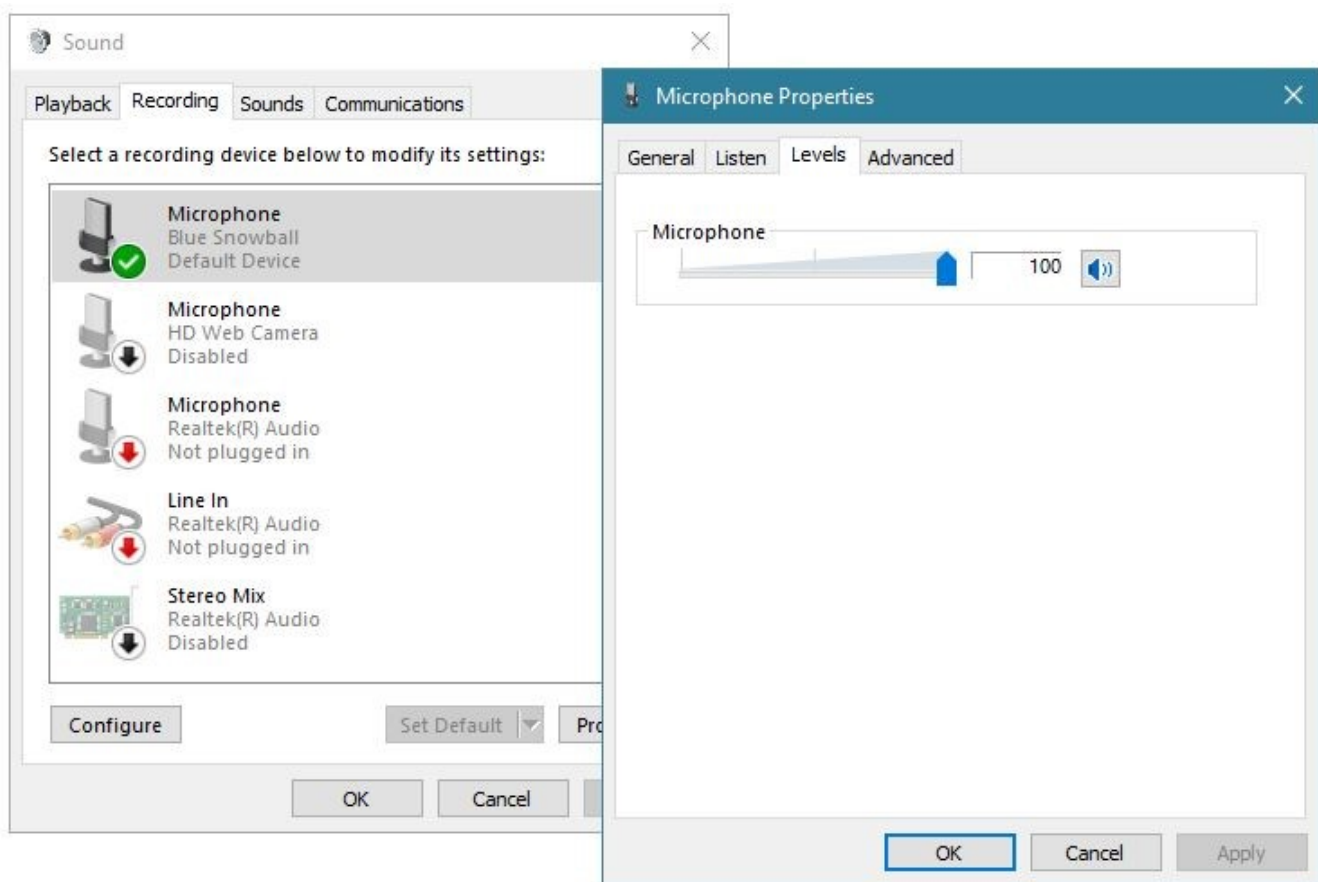 Sound
Playback Recording Sounds Communications
Select a recording device below to modify its settings:
Microphone
Blue Snowball
Default Device
Microphone
HD Web Camera
Disabled
Microphone
Realtek(R) Audio
Not plugged in
Line In
Realtek(R) Audio
Not plugged in
Stereo Mix
Realtek(R) Audio
Disabled
Configure Set Default
OK Cancel
Microphone Properties
General Listen Levels Advanced
Microphone
100
OK Cancel Apply